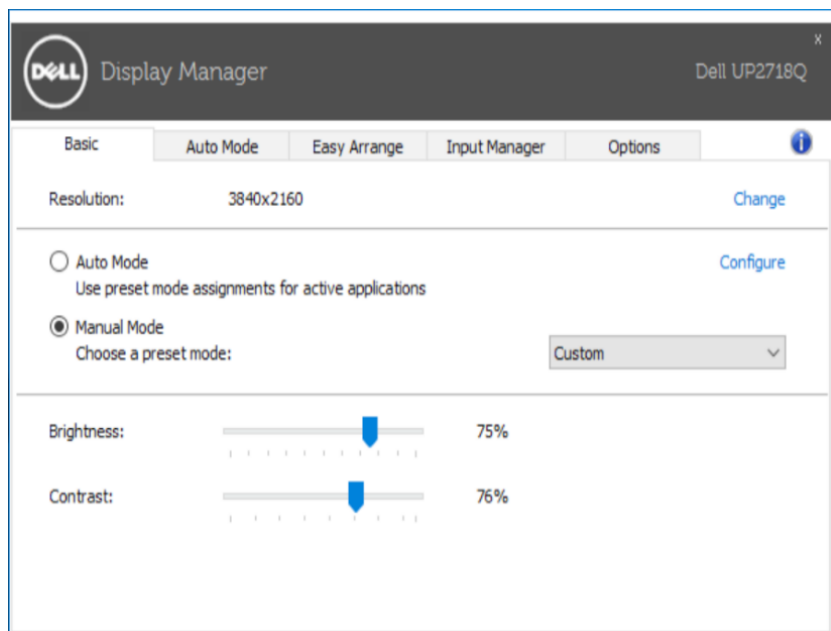 DELL Display Manager
x
Dell UP2718Q
Basic Auto Mode Easy Arrange Input Manager Options i
Resolution: 3840x2160 Change
Auto Mode Configure
Use preset mode assignments for active applications
Manual Mode
Choose a preset mode: Custom
Brightness: 75%
Contrast: 76%